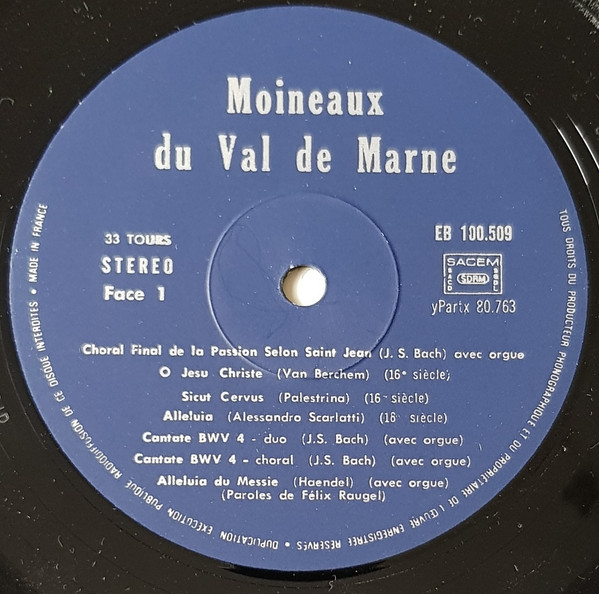 Moineaux
du Val de Marne
33 TOURS
STEREO
Face 1
EB 100.509
SACEM
SACD
SDRM
SGDL
yPartx 80.763
Choral Final de la Passion Selon Saint Jean (J. S. Bach) avec orgue
O Jesu Christe (Van Berchem) (16e siècle)
Sicut Cervus (Palestrina) (16e siècle)
Alleluia (Alessandro Scarlatti) (18e siècle)
Cantate BWV 4 - duo (J.S. Bach) (avec orgue)
Cantate BWV 4 - choral (J.S. Bach) (avec orgue)
Alleluia du Messie (Haendel) (avec orgue)
(Paroles de Félix Raugel)
TOUS DROITS DU PRODUCTEUR PHONOGRAPHIQUE ET DU PROPRIETAIRE DE L'ŒUVRE ENREGISTREE RESERVES • DUPLICATION EXECUTION PUBLIQUE RADIODIFFUSION DE CE DISQUE INTERDITES • MADE IN FRANCE